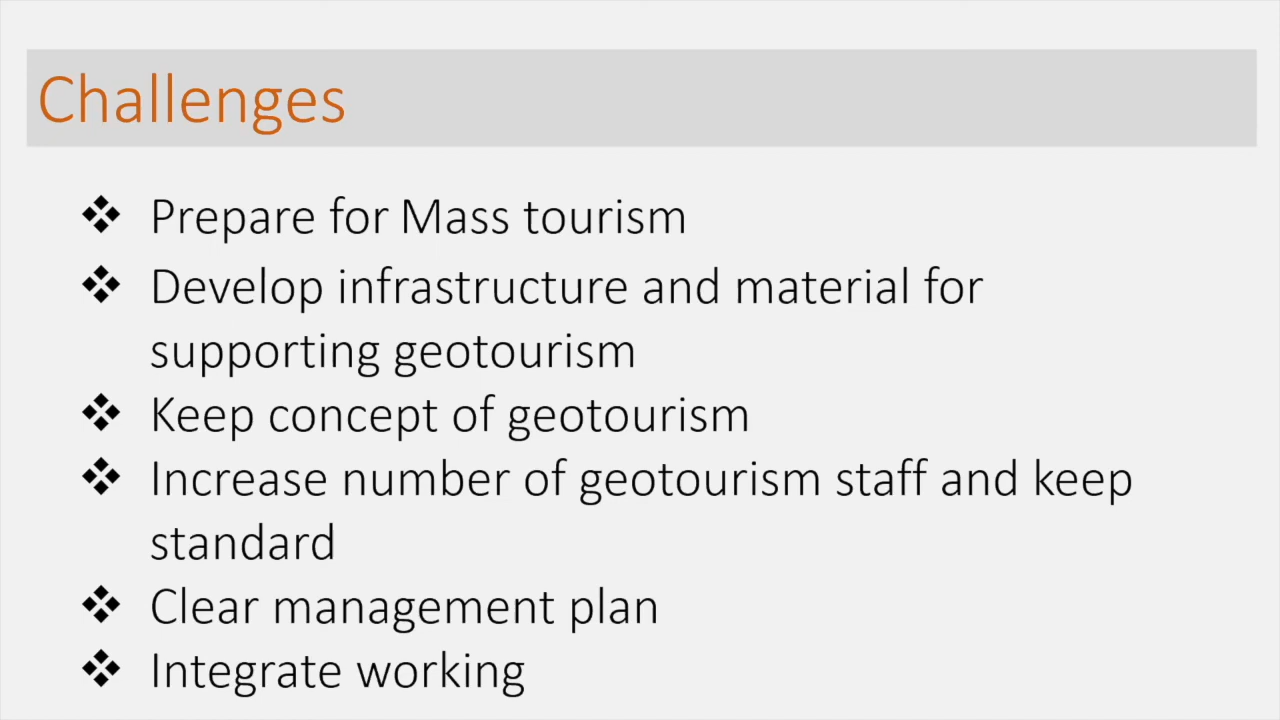 Challenges
❖ Prepare for Mass tourism
❖ Develop infrastructure and material for
supporting geotourism
❖ Keep concept of geotourism
❖ Increase number of geotourism staff and keep
standard
❖ Clear management plan
❖ Integrate working